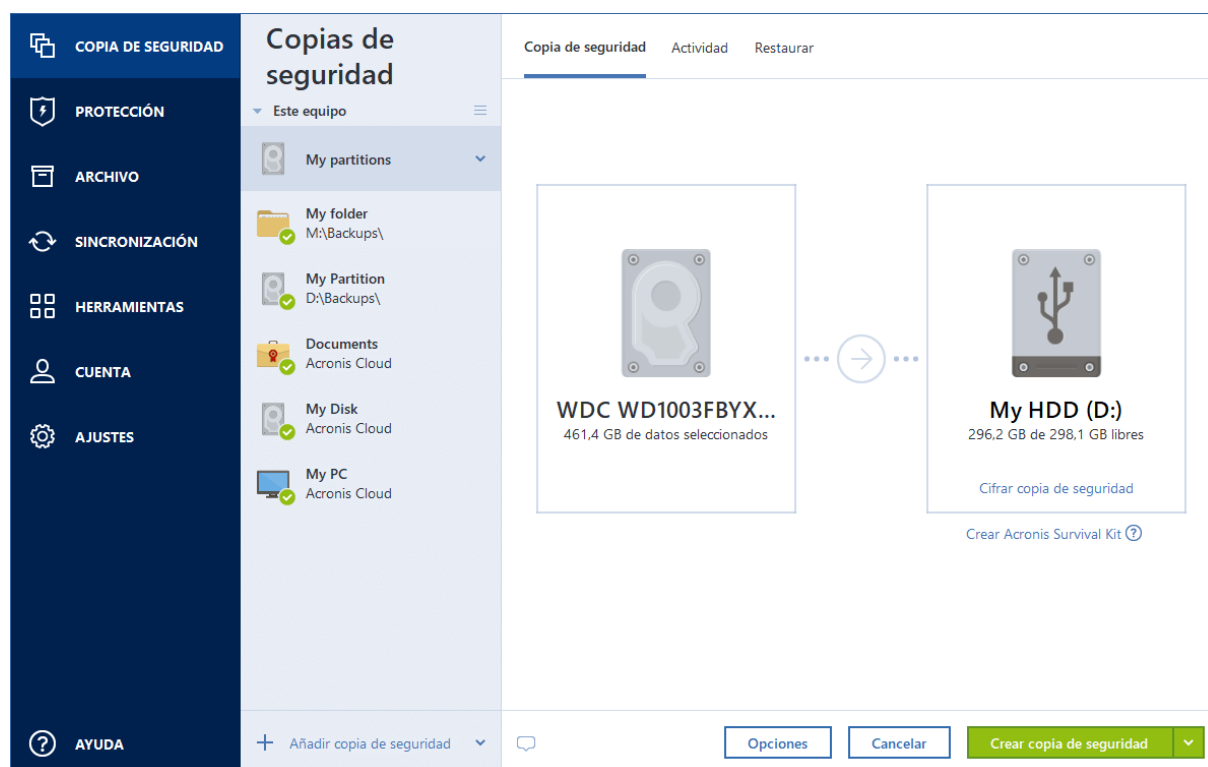 COPIA DE SEGURIDAD
PROTECCIÓN
ARCHIVO
SINCRONIZACIÓN
HERRAMIENTAS
CUENTA
AJUSTES
AYUDA
Copias de
seguridad
Este equipo
My partitions
My folder
M:\Backups\
My Partition
D:\Backups\
Documents
Acronis Cloud
My Disk
Acronis Cloud
My PC
Acronis Cloud
Añadir copia de seguridad
Copia de seguridad Actividad Restaurar
WDC WD1003FBYX...
461,4 GB de datos seleccionados
My HDD (D:)
296,2 GB de 298,1 GB libres
Cifrar copia de seguridad
Crear Acronis Survival Kit ?
Opciones Cancelar Crear copia de seguridad